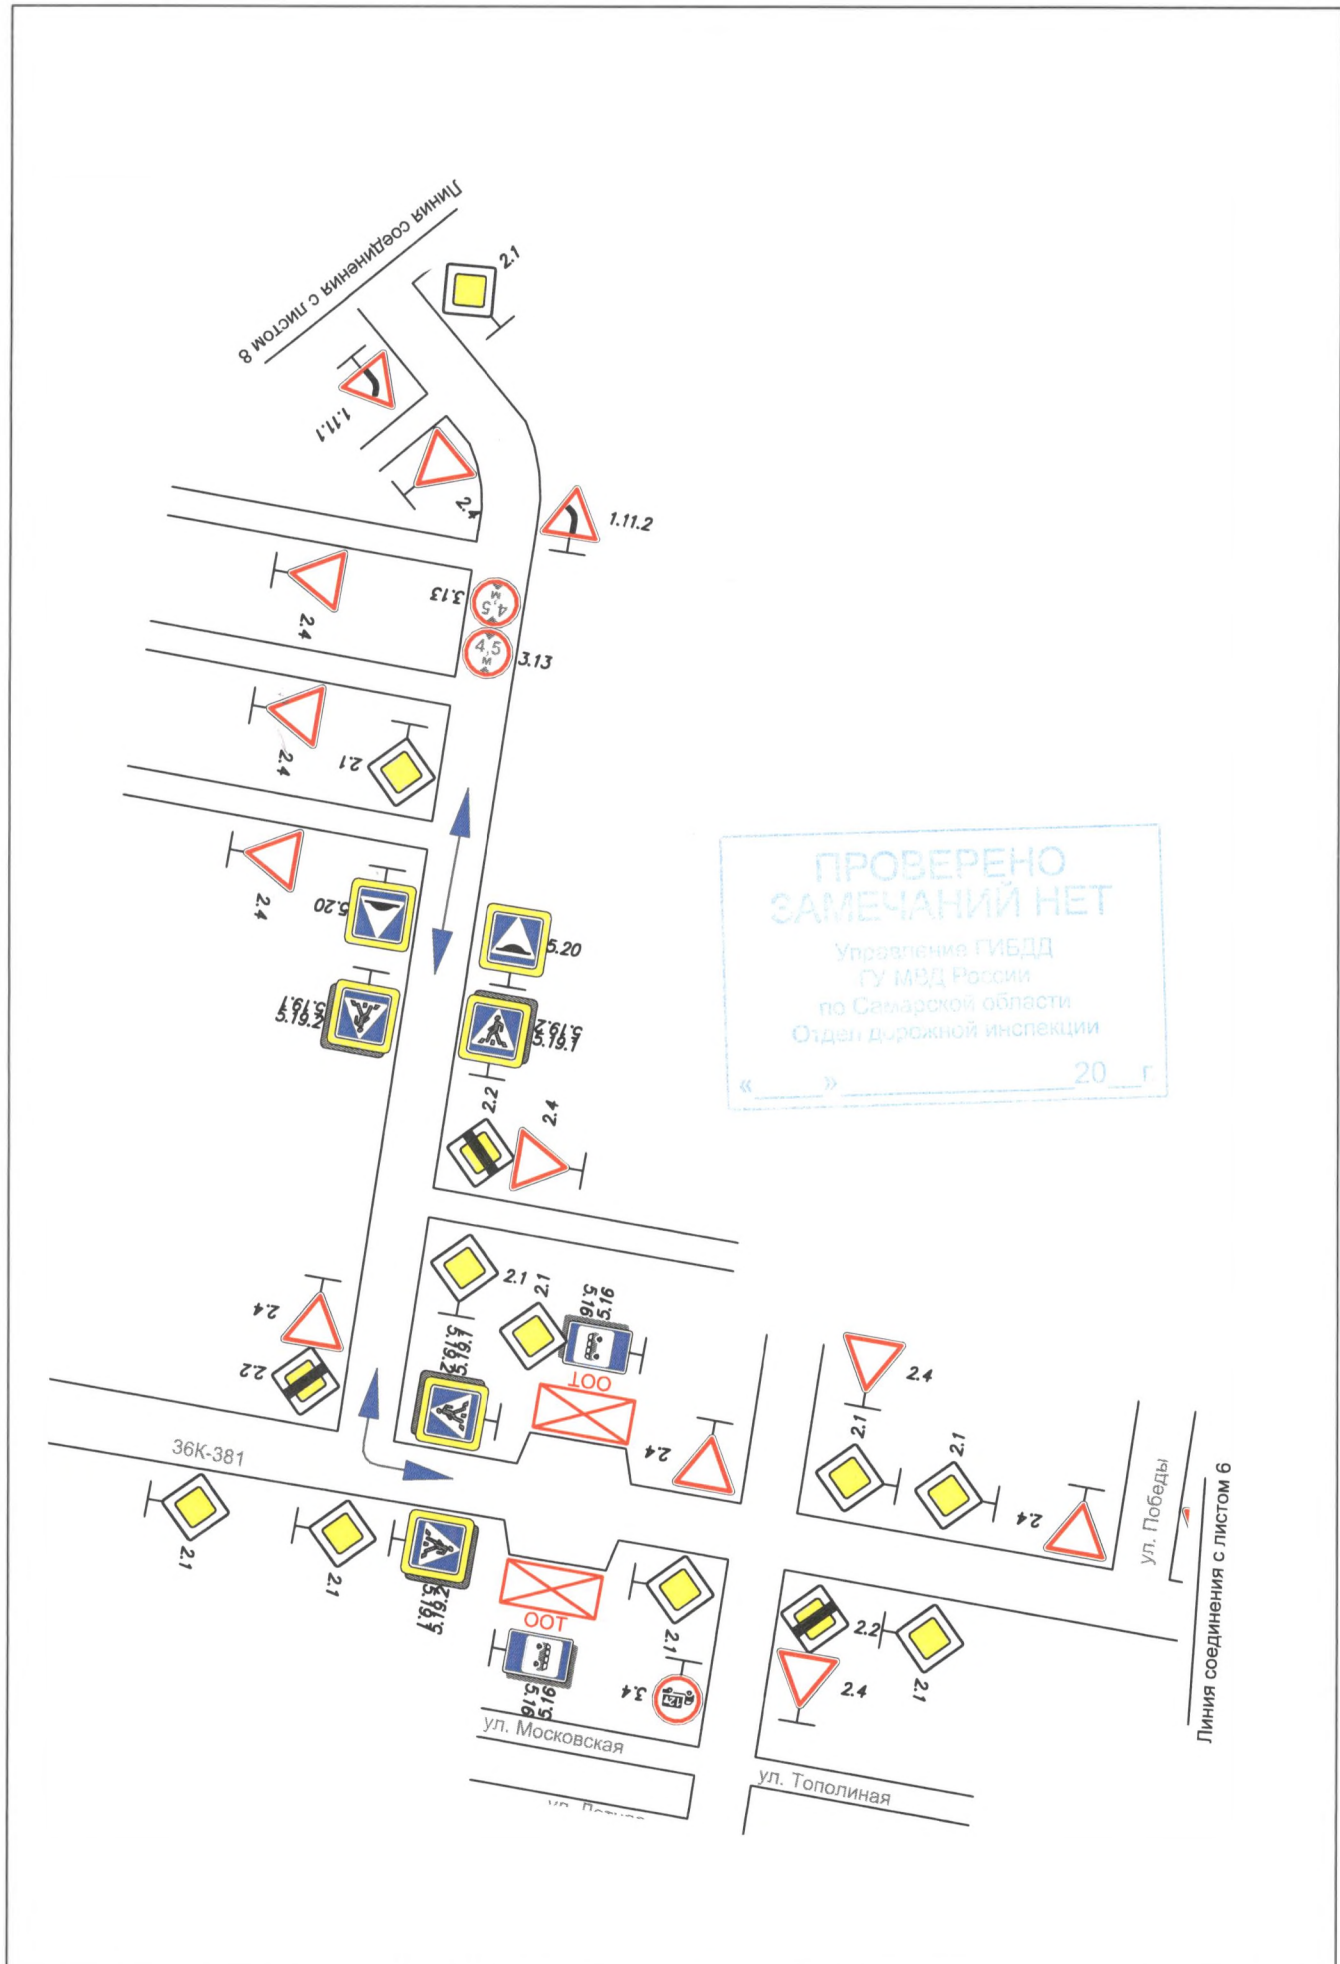 Линия соединения с листом 8
2.1
1.11.1
2.4
1.11.2
2.4
3.13
4,5
м
4,5
м
3.13
2.4
2.1
2.4
5.20
5.20
5.19.1
5.19.2
5.19.2
5.19.1
2.2
2.4
ПРОВЕРЕНО
ЗАМЕЧАНИЙ НЕТ
Управление ГИБДД
ГУ МВД России
по Самарской области
Отдел дорожной инспекции
«_____» ________________20__г.
2.1
2.1
5.16
5.16
2.4
2.2
5.19.1
5.19.2
ООТ
2.4
2.4
2.1
2.1
2.4
36К-381
ул. Победы
Линия соединения с листом 6
2.1
2.1
5.19.2
5.19.1
ООТ
5.16
5.16
2.1
3.4
2.2
2.4
2.1
ул. Московская
ул. Тополиная